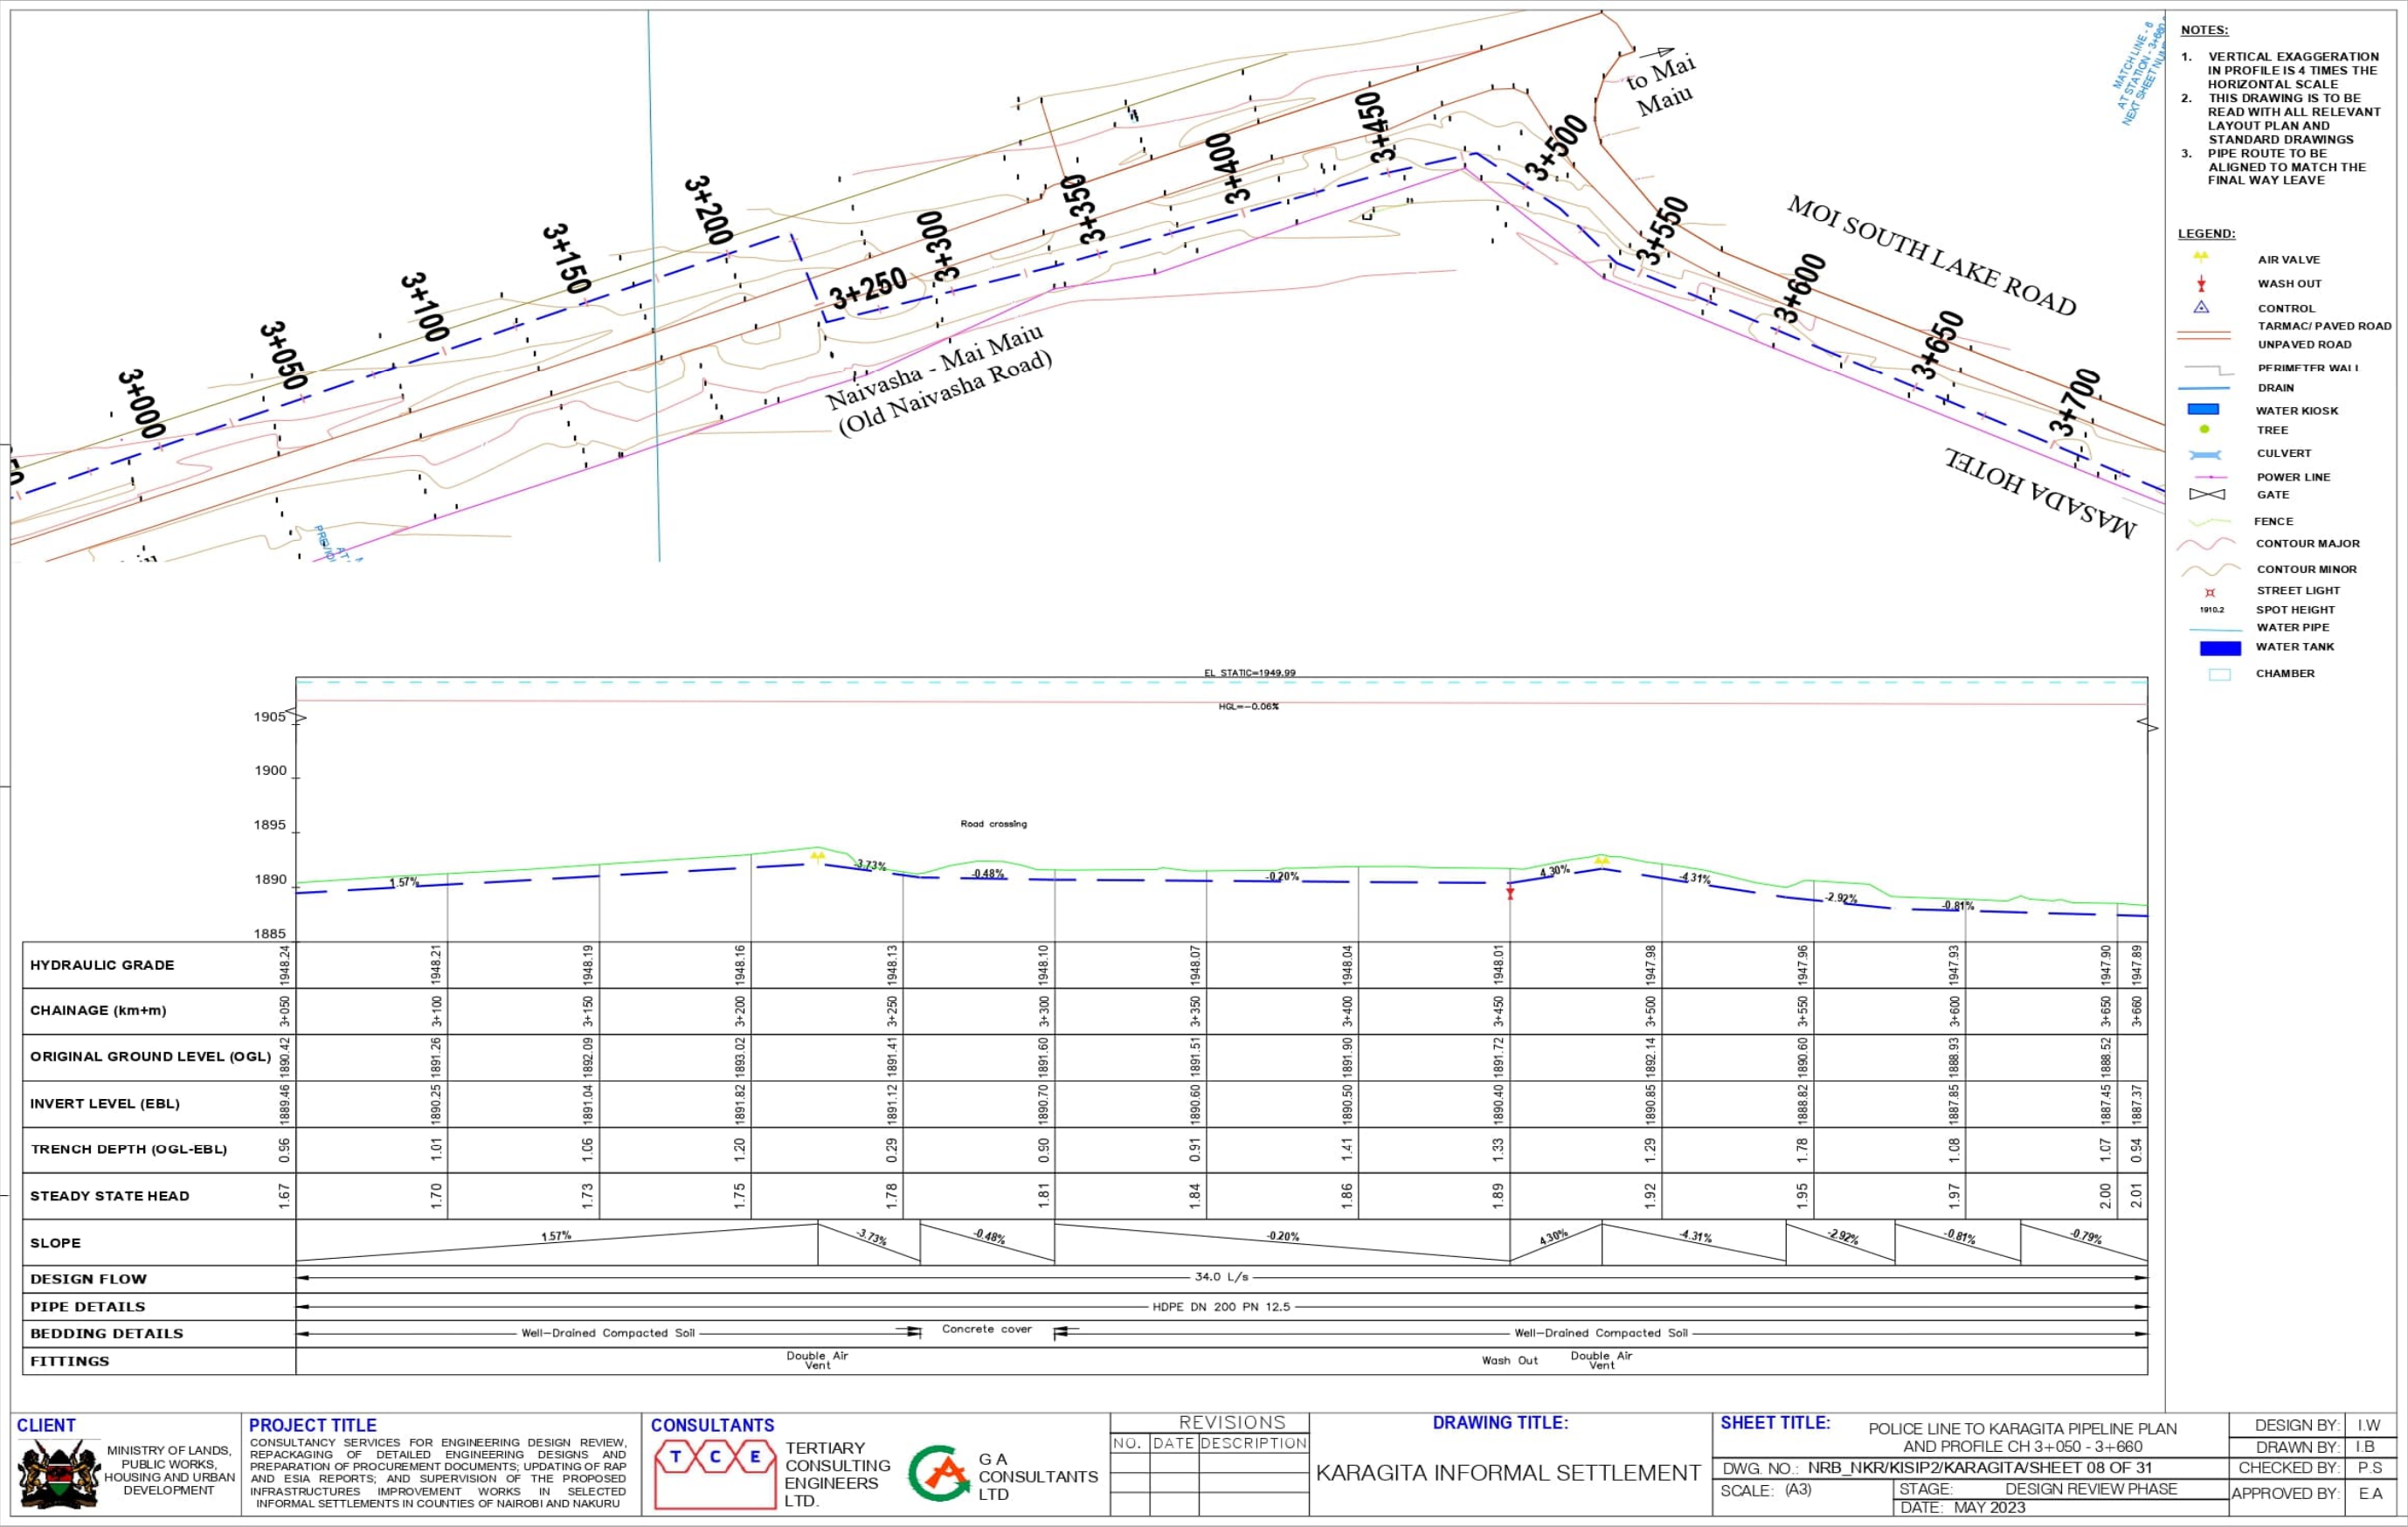 MATCH LINE - 8
AT STATION - 3+660.0
NEXT SHEET NUM
to Mai
Maiu
3+000
3+050
3+100
3+150
3+200
3+250
3+300
3+350
3+400
3+450
3+500
3+550
3+600
3+650
3+700
MOI SOUTH LAKE ROAD
MASADA HOTEL
Naivasha - Mai Maiu
(Old Naivasha Road)
NOTES:
1. VERTICAL EXAGGERATION
IN PROFILE IS 4 TIMES THE
HORIZONTAL SCALE
2. THIS DRAWING IS TO BE
READ WITH ALL RELEVANT
LAYOUT PLAN AND
STANDARD DRAWINGS
3. PIPE ROUTE TO BE
ALIGNED TO MATCH THE
FINAL WAY LEAVE
LEGEND:
AIR VALVE
WASH OUT
CONTROL
TARMAC/ PAVED ROAD
UNPAVED ROAD
PERIMETER WALL
DRAIN
WATER KIOSK
TREE
CULVERT
POWER LINE
GATE
FENCE
CONTOUR MAJOR
CONTOUR MINOR
STREET LIGHT
1910.2 SPOT HEIGHT
WATER PIPE
WATER TANK
CHAMBER
EL STATIC=1949.99
HGL=-0.06%
1905
1900
1895
1890
1885
Road crossing
1.57% -3.73% -0.48% -0.20% 4.30% -4.31% -2.92% -0.81%
HYDRAULIC GRADE 1948.24 1948.21 1948.19 1948.16 1948.13 1948.10 1948.07 1948.04 1948.01 1947.98 1947.96 1947.93 1947.90 1947.89
CHAINAGE (km+m) 3+050 3+100 3+150 3+200 3+250 3+300 3+350 3+400 3+450 3+500 3+550 3+600 3+650 3+660
ORIGINAL GROUND LEVEL (OGL) 1890.42 1891.26 1892.09 1893.02 1891.41 1891.60 1891.51 1891.90 1891.72 1892.14 1890.60 1888.93 1888.52
INVERT LEVEL (EBL) 1889.46 1890.25 1891.04 1891.82 1891.12 1890.70 1890.60 1890.50 1890.40 1890.85 1888.82 1887.85 1887.45 1887.37
TRENCH DEPTH (OGL-EBL) 0.96 1.01 1.06 1.20 0.29 0.90 0.91 1.41 1.33 1.29 1.78 1.08 1.07 0.94
STEADY STATE HEAD 1.67 1.70 1.73 1.75 1.78 1.81 1.84 1.86 1.89 1.92 1.95 1.97 2.00 2.01
SLOPE 1.57% -3.73% -0.48% -0.20% 4.30% -4.31% -2.92% -0.81% -0.79%
DESIGN FLOW 34.0 L/s
PIPE DETAILS HDPE DN 200 PN 12.5
BEDDING DETAILS Well-Drained Compacted Soil Concrete cover Well-Drained Compacted Soil
FITTINGS Double Air Vent Wash Out Double Air Vent
CLIENT
MINISTRY OF LANDS,
PUBLIC WORKS,
HOUSING AND URBAN
DEVELOPMENT
PROJECT TITLE
CONSULTANCY SERVICES FOR ENGINEERING DESIGN REVIEW,
REPACKAGING OF DETAILED ENGINEERING DESIGNS AND
PREPARATION OF PROCUREMENT DOCUMENTS; UPDATING OF RAP
AND ESIA REPORTS; AND SUPERVISION OF THE PROPOSED
INFRASTRUCTURES IMPROVEMENT WORKS IN SELECTED
INFORMAL SETTLEMENTS IN COUNTIES OF NAIROBI AND NAKURU
CONSULTANTS
T C E
TERTIARY
CONSULTING
ENGINEERS
LTD.
G A
CONSULTANTS
LTD
REVISIONS
NO. DATE DESCRIPTION
DRAWING TITLE:
KARAGITA INFORMAL SETTLEMENT
SHEET TITLE: POLICE LINE TO KARAGITA PIPELINE PLAN
AND PROFILE CH 3+050 - 3+660
DWG. NO.: NRB_NKR/KISIP2/KARAGITA/SHEET 08 OF 31
SCALE: (A3) STAGE: DESIGN REVIEW PHASE
DATE: MAY 2023
DESIGN BY: I.W
DRAWN BY: I.B
CHECKED BY: P.S
APPROVED BY: E.A